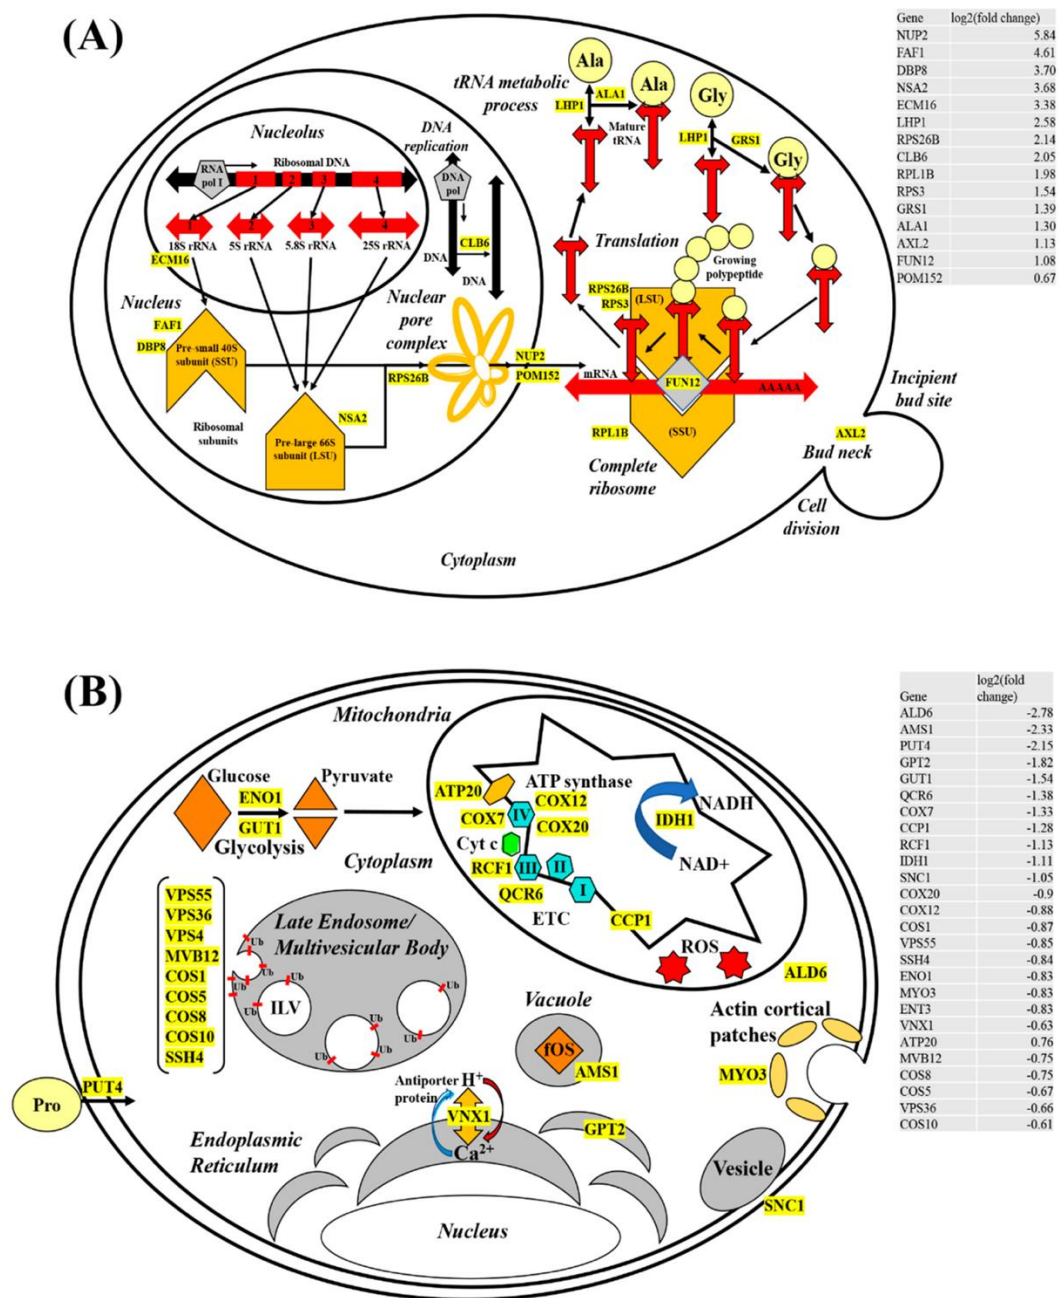 (A)
Gene log2(fold change)
NUP2 5.84
FAF1 4.61
DBP8 3.70
NSA2 3.68
ECM16 3.38
LHP1 2.58
RPS26B 2.14
CLB6 2.05
RPL1B 1.98
RPS3 1.54
GRS1 1.39
ALA1 1.30
AXL2 1.13
FUN12 1.08
POM152 0.67
Nucleolus
RNA
pol I
Ribosomal DNA
1 2 3 4
1 2 3 4
18S rRNA 5S rRNA 5.8S rRNA 25S rRNA
ECM16
Nucleus
FAF1
DBP8
Pre-small 40S
subunit (SSU)
Ribosomal
subunits
NSA2
Pre-large 66S
subunit (LSU)
DNA
replication
DNA
pol
CLB6
DNA
DNA
Nuclear
pore
complex
RPS26B
NUP2
POM152
tRNA metabolic
process
Ala
ALA1
LHP1
Ala
Mature
tRNA
Gly
LHP1
GRS1
Gly
Translation
Growing
polypeptide
RPS26B
RPS3
(LSU)
mRNA
FUN12
AAAAA
RPL1B
(SSU)
Complete
ribosome
Incipient
bud site
AXL2
Bud neck
Cell
division
Cytoplasm
(B)
Gene log2(fold
change)
ALD6 -2.78
AMS1 -2.33
PUT4 -2.15
GPT2 -1.82
GUT1 -1.54
QCR6 -1.38
COX7 -1.33
CCP1 -1.28
RCF1 -1.13
IDH1 -1.11
SNC1 -1.05
COX20 -0.9
COX12 -0.88
COS1 -0.87
VPS55 -0.85
SSH4 -0.84
ENO1 -0.83
MYO3 -0.83
ENT3 -0.83
VNX1 -0.63
ATP20 0.76
MVB12 -0.75
COS8 -0.75
COS5 -0.67
VPS36 -0.66
COS10 -0.61
Mitochondria
Glucose
Pyruvate
ENO1
GUT1
Glycolysis
Cytoplasm
ATP synthase
ATP20
COX12
COX7
IV
COX20
Cyt c
RCF1
III
II
I
QCR6
ETC
CCP1
NADH
IDH1
NAD+
ROS
ALD6
VPS55
VPS36
VPS4
MVB12
COS1
COS5
COS8
COS10
SSH4
Late Endosome/
Multivesicular Body
Ub
Ub
Ub
Ub
Ub
Ub
ILV
Ub
Ub
Ub
Ub
Vacuole
fOS
AMS1
Actin cortical
patches
MYO3
Pro
PUT4
Antiporter
protein
H+
VNX1
Ca2+
GPT2
Endoplasmic
Reticulum
Nucleus
Vesicle
SNC1